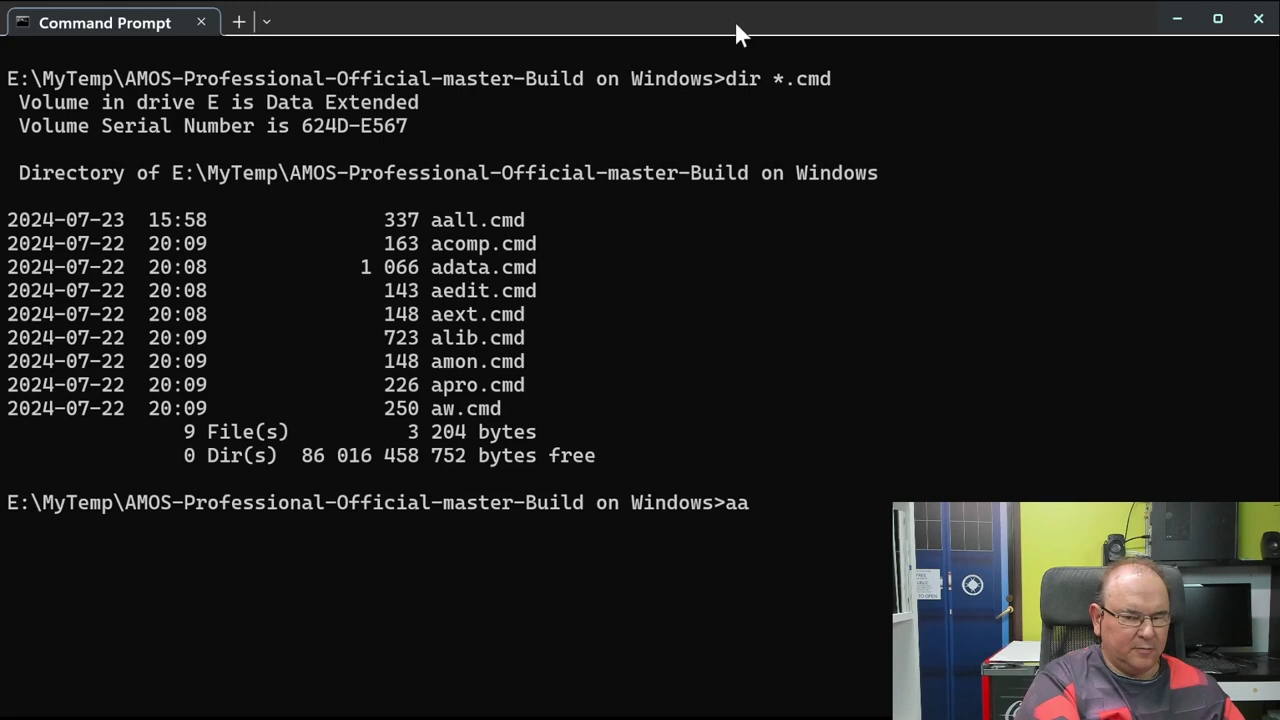 Command Prompt
E:\MyTemp\AMOS-Professional-Official-master-Build on Windows>dir *.cmd
Volume in drive E is Data Extended
Volume Serial Number is 624D-E567
Directory of E:\MyTemp\AMOS-Professional-Official-master-Build on Windows
2024-07-23 15:58 337 aall.cmd
2024-07-22 20:09 163 acomp.cmd
2024-07-22 20:08 1 066 adata.cmd
2024-07-22 20:08 143 aedit.cmd
2024-07-22 20:08 148 aext.cmd
2024-07-22 20:09 723 alib.cmd
2024-07-22 20:09 148 amon.cmd
2024-07-22 20:09 226 apro.cmd
2024-07-22 20:09 250 aw.cmd
9 File(s) 3 204 bytes
0 Dir(s) 86 016 458 752 bytes free
E:\MyTemp\AMOS-Professional-Official-master-Build on Windows>aa
FREE
TO OPEN